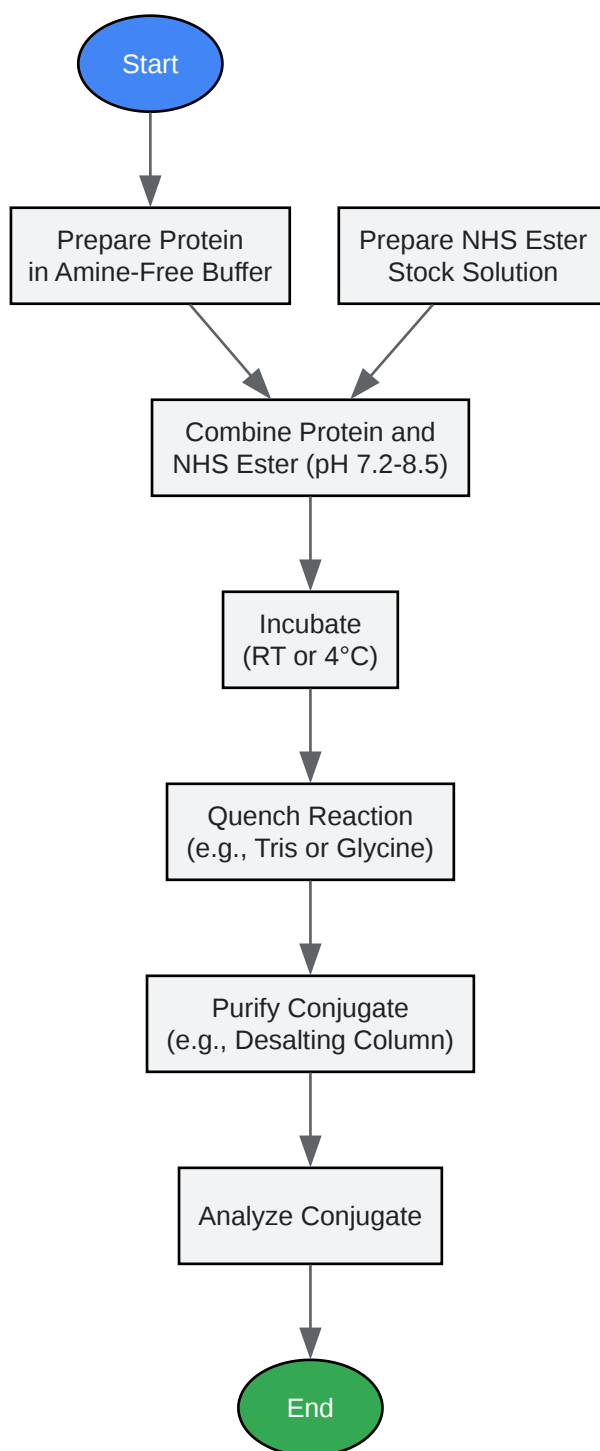 Start
Prepare Protein
in Amine-Free Buffer
Prepare NHS Ester
Stock Solution
Combine Protein and
NHS Ester (pH 7.2-8.5)
Incubate
(RT or 4°C)
Quench Reaction
(e.g., Tris or Glycine)
Purify Conjugate
(e.g., Desalting Column)
Analyze Conjugate
End